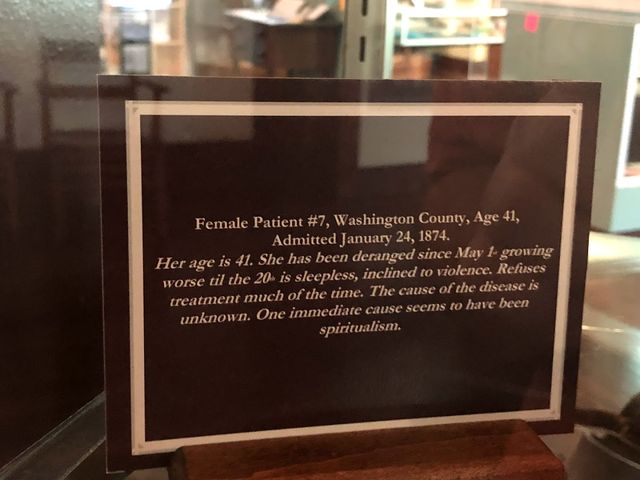 Female Patient #7, Washington County, Age 41,
Admitted January 24, 1874.
Her age is 41. She has been deranged since May 1st growing
worse til the 20th is sleepless, inclined to violence. Refuses
treatment much of the time. The cause of the disease is
unknown. One immediate cause seems to have been
spiritualism.